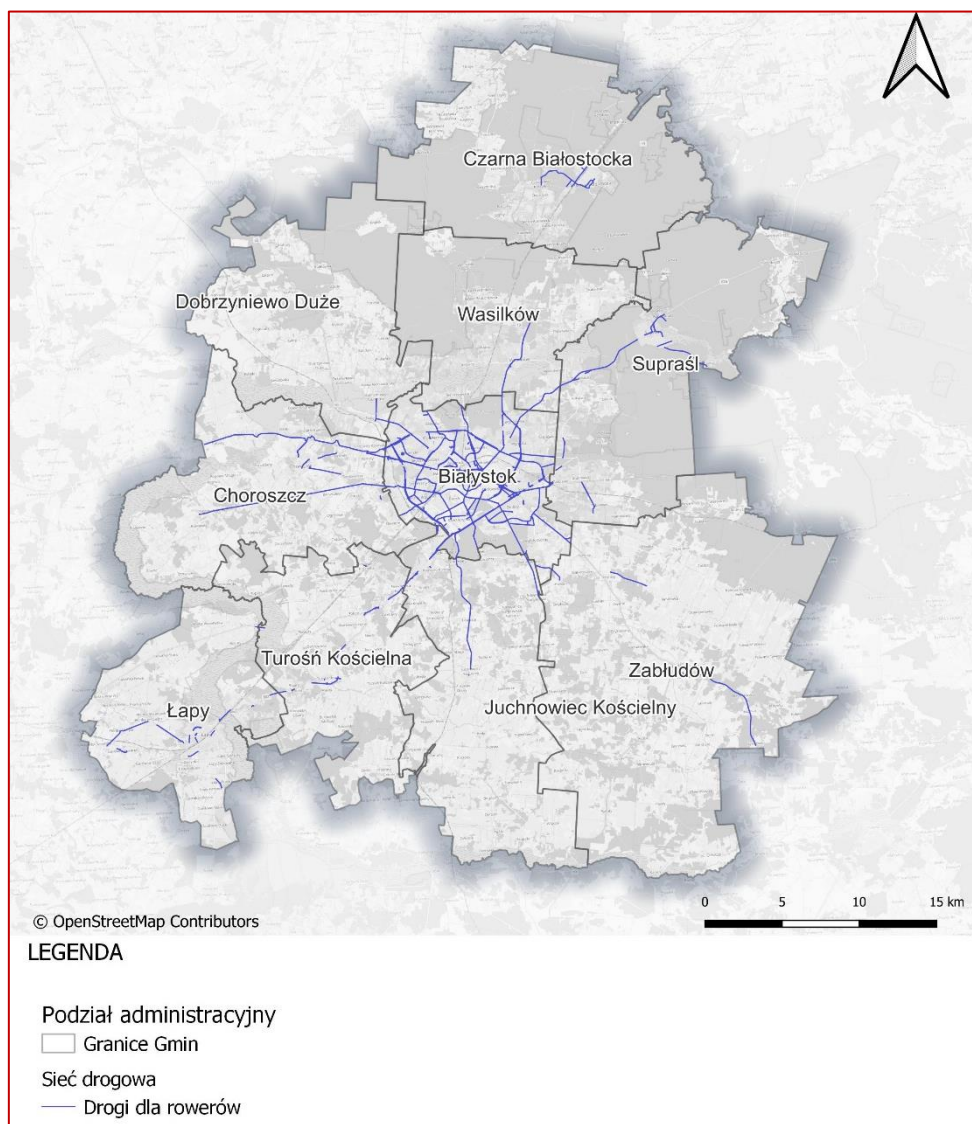 Czarna Białostocka
Dobrzyniewo Duże
Wasilków
Supraśl
Białystok
Choroszcz
Turośń Kościelna
Zabłudów
Łapy
Juchnowiec Kościelny
0 5 10 15 km
© OpenStreetMap Contributors
LEGENDA
Podział administracyjny
Granice Gmin
Sieć drogowa
Drogi dla rowerów